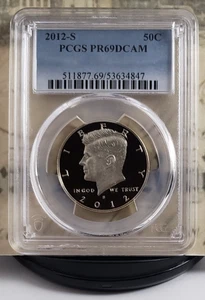 2012-S 50C
PCGS PR69DCAM
511877.69/53634847
LIBERTY
IN GOD WE TRUST
2012